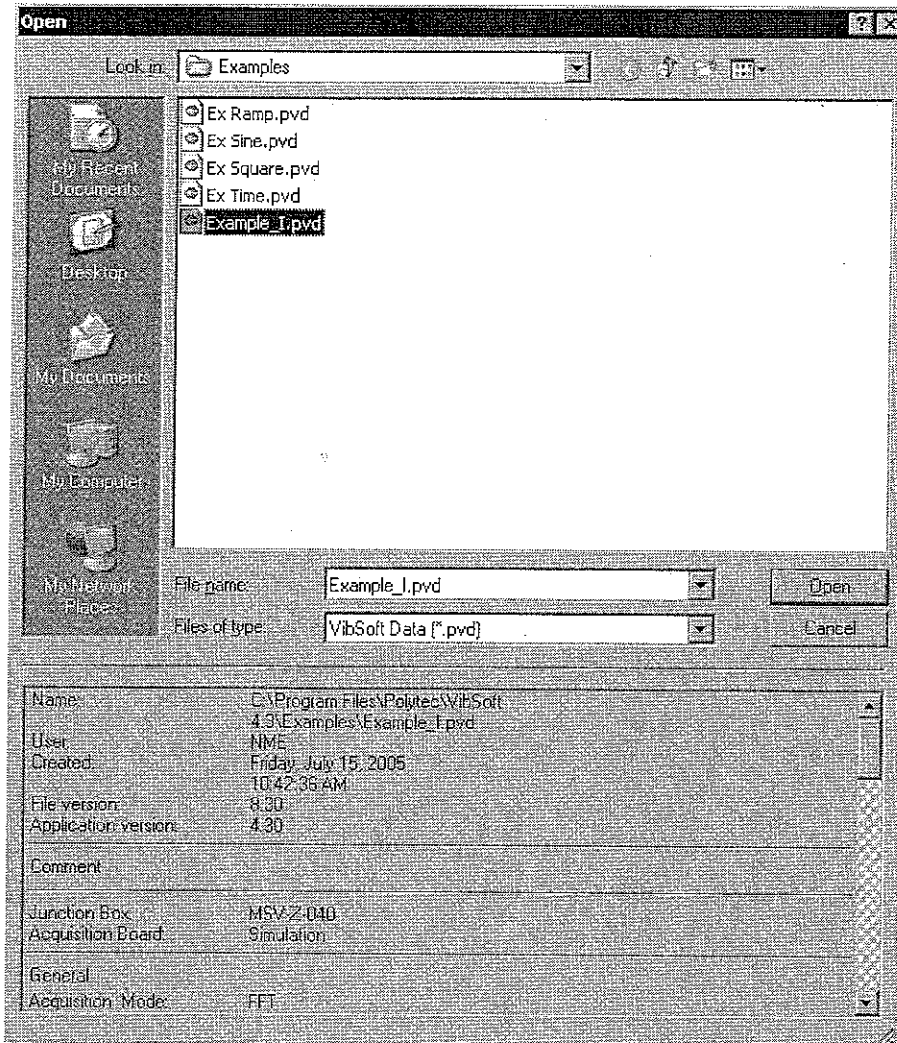 Open
Look in: Examples
My Recent
Documents
Desktop
My Documents
My Computer
My Network
Places
Ex Ramp.pvd
Ex Sine.pvd
Ex Square.pvd
Ex Time.pvd
Example_I.pvd
File name: Example_I.pvd Open
Files of type: VibSoft Data (*.pvd) Cancel
Name: C:\Program Files\Polytec\VibSoft
4.3\Examples\Example_I.pvd
User: NME
Created: Friday, July 15, 2005
10:42:36 AM
File version: 8.30
Application version: 4.30
Comment
Junction Box: MSV-Z-040
Acquisition Board: Simulation
General
Acquisition Mode: FFT